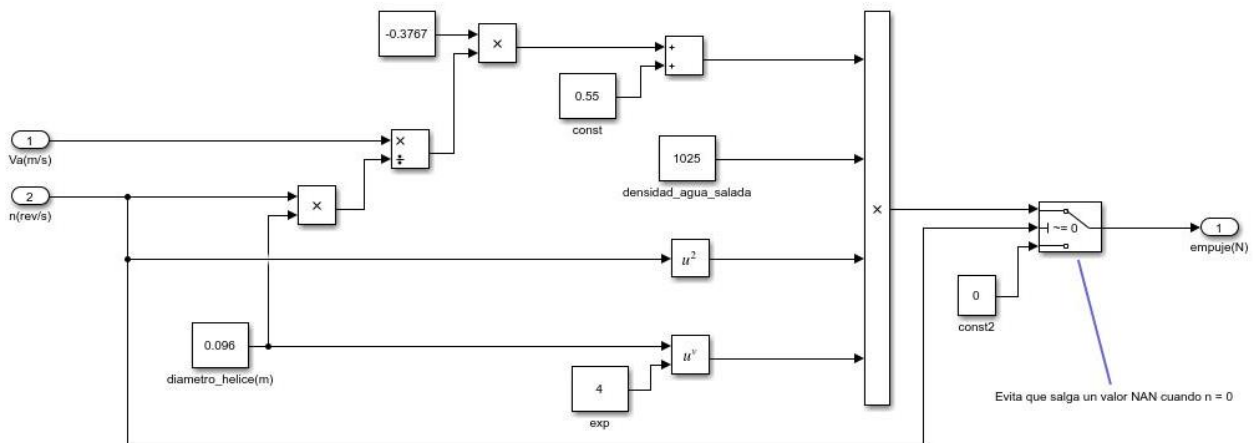 -0.3767
×
+
+
0.55
const
1
Va(m/s)
×
÷
1025
densidad_agua_salada
2
n(rev/s)
×
×
~= 0
1
empuje(N)
u²
0
const2
0.096
diametro_helice(m)
uᵛ
4
exp
Evita que salga un valor NAN cuando n = 0